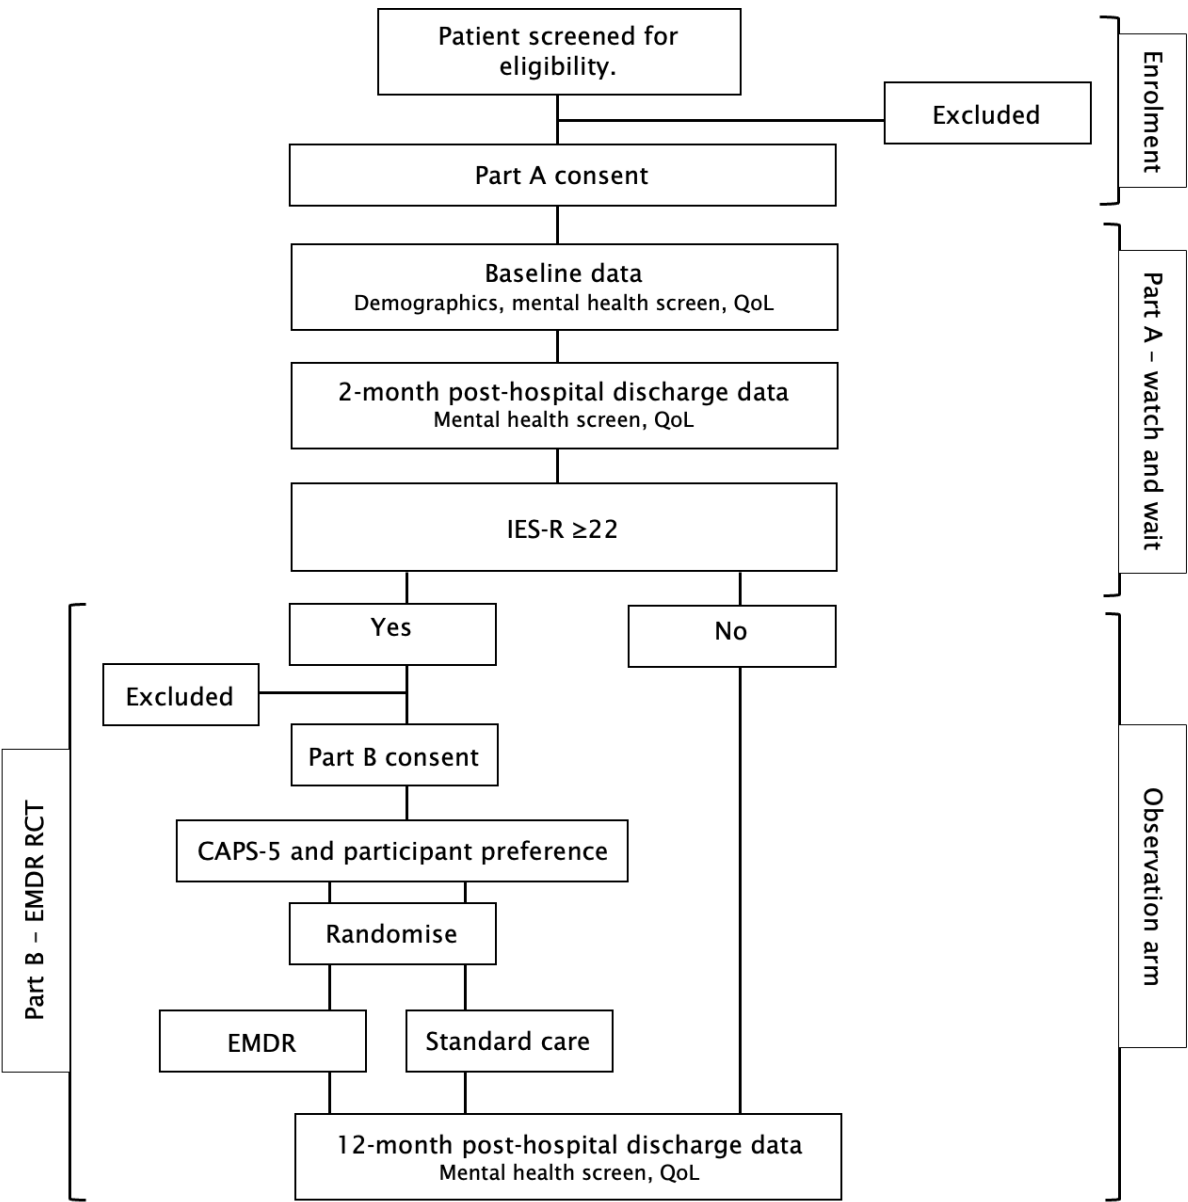 Patient screened for
eligibility.
Excluded
Enrolment
Part A consent
Baseline data
Demographics, mental health screen, QoL
2-month post-hospital discharge data
Mental health screen, QoL
Part A – watch and wait
IES-R ≥22
Yes
No
Excluded
Part B consent
CAPS-5 and participant preference
Randomise
EMDR
Standard care
Part B – EMDR RCT
Observation arm
12-month post-hospital discharge data
Mental health screen, QoL